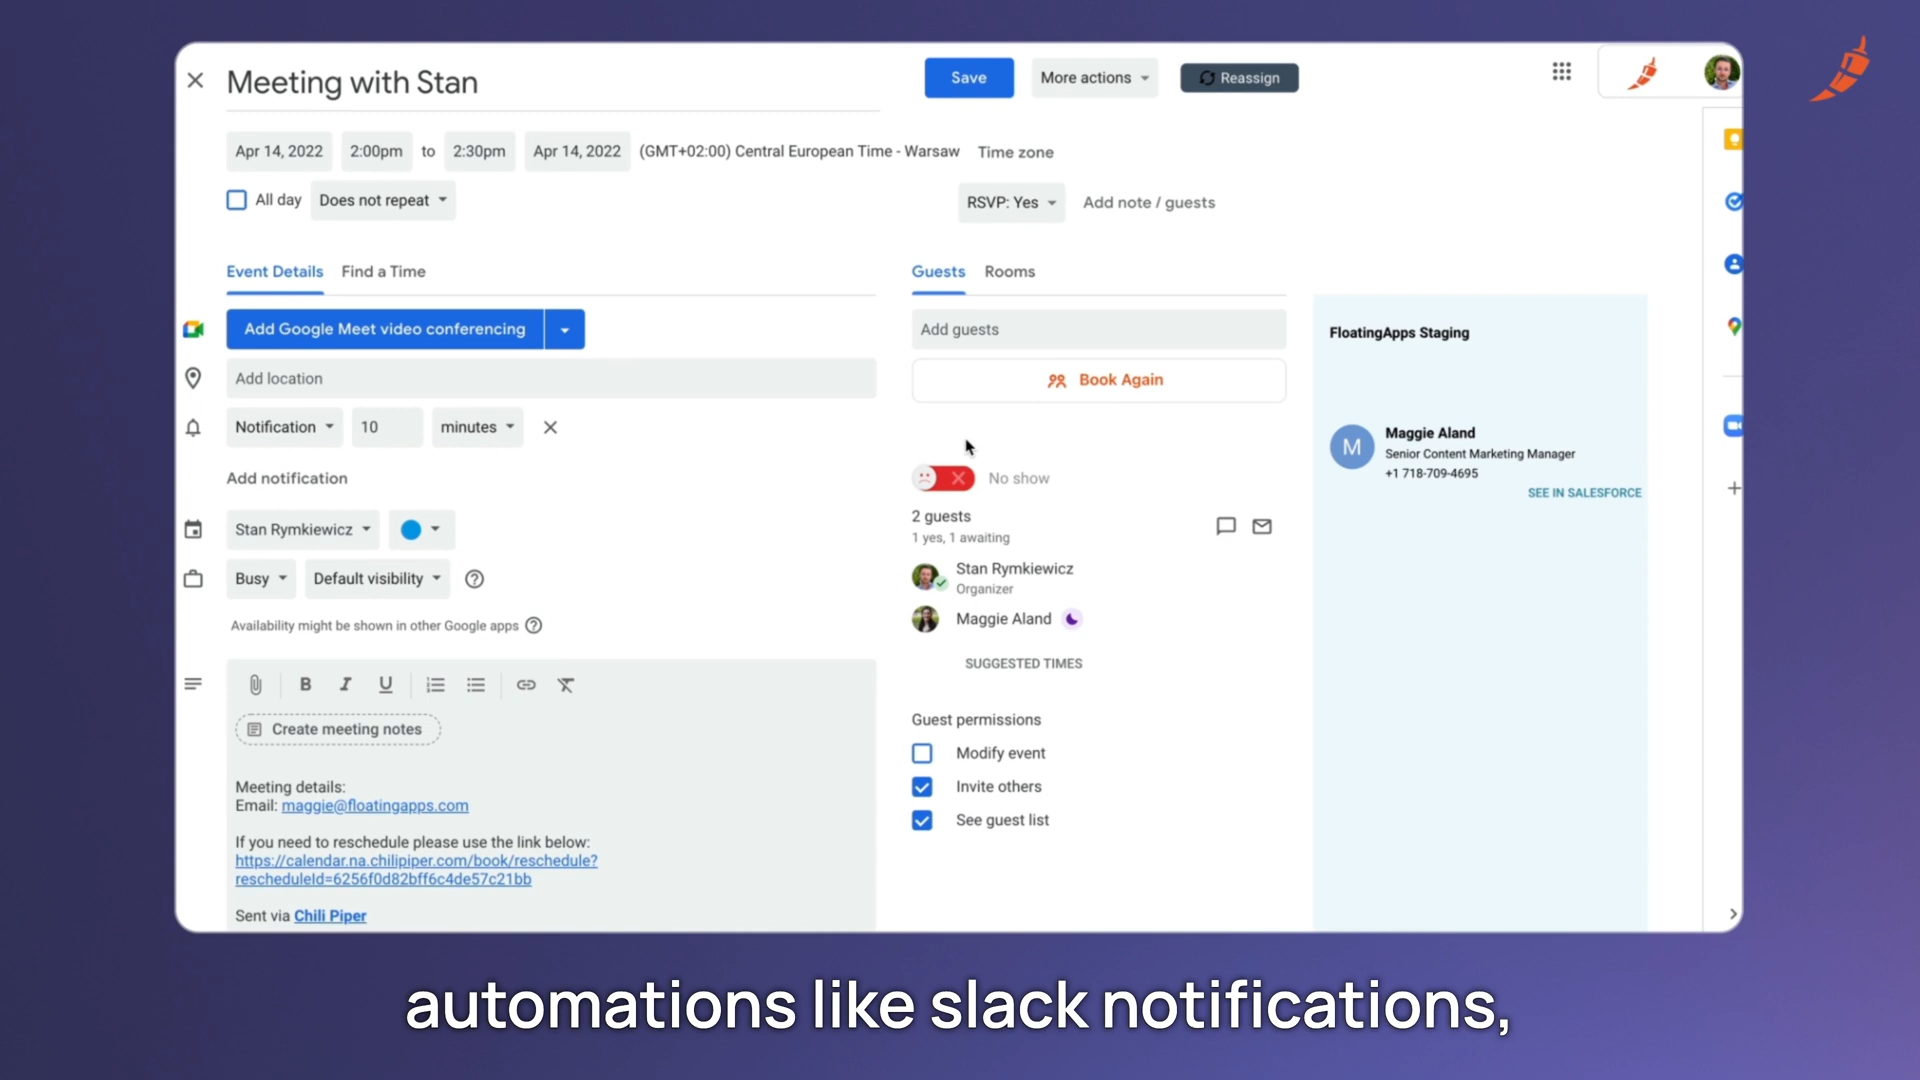 Meeting with Stan
Save
More actions
Reassign
Apr 14, 2022
2:00pm
to
2:30pm
Apr 14, 2022
(GMT+02:00) Central European Time - Warsaw
Time zone
All day
Does not repeat
RSVP: Yes
Add note / guests
Event Details
Find a Time
Guests
Rooms
Add Google Meet video conferencing
Add location
Notification
10
minutes
Add notification
Stan Rymkiewicz
Busy
Default visibility
Availability might be shown in other Google apps
Create meeting notes
Meeting details:
Email: maggie@floatingapps.com
If you need to reschedule please use the link below:
https://calendar.na.chilipiper.com/book/reschedule?
rescheduleId=6256f0d82bff6c4de57c21bb
Sent via Chili Piper
Add guests
Book Again
No show
2 guests
1 yes, 1 awaiting
Stan Rymkiewicz
Organizer
Maggie Aland
SUGGESTED TIMES
Guest permissions
Modify event
Invite others
See guest list
FloatingApps Staging
M
Maggie Aland
Senior Content Marketing Manager
+1 718-709-4695
SEE IN SALESFORCE
automations like slack notifications,